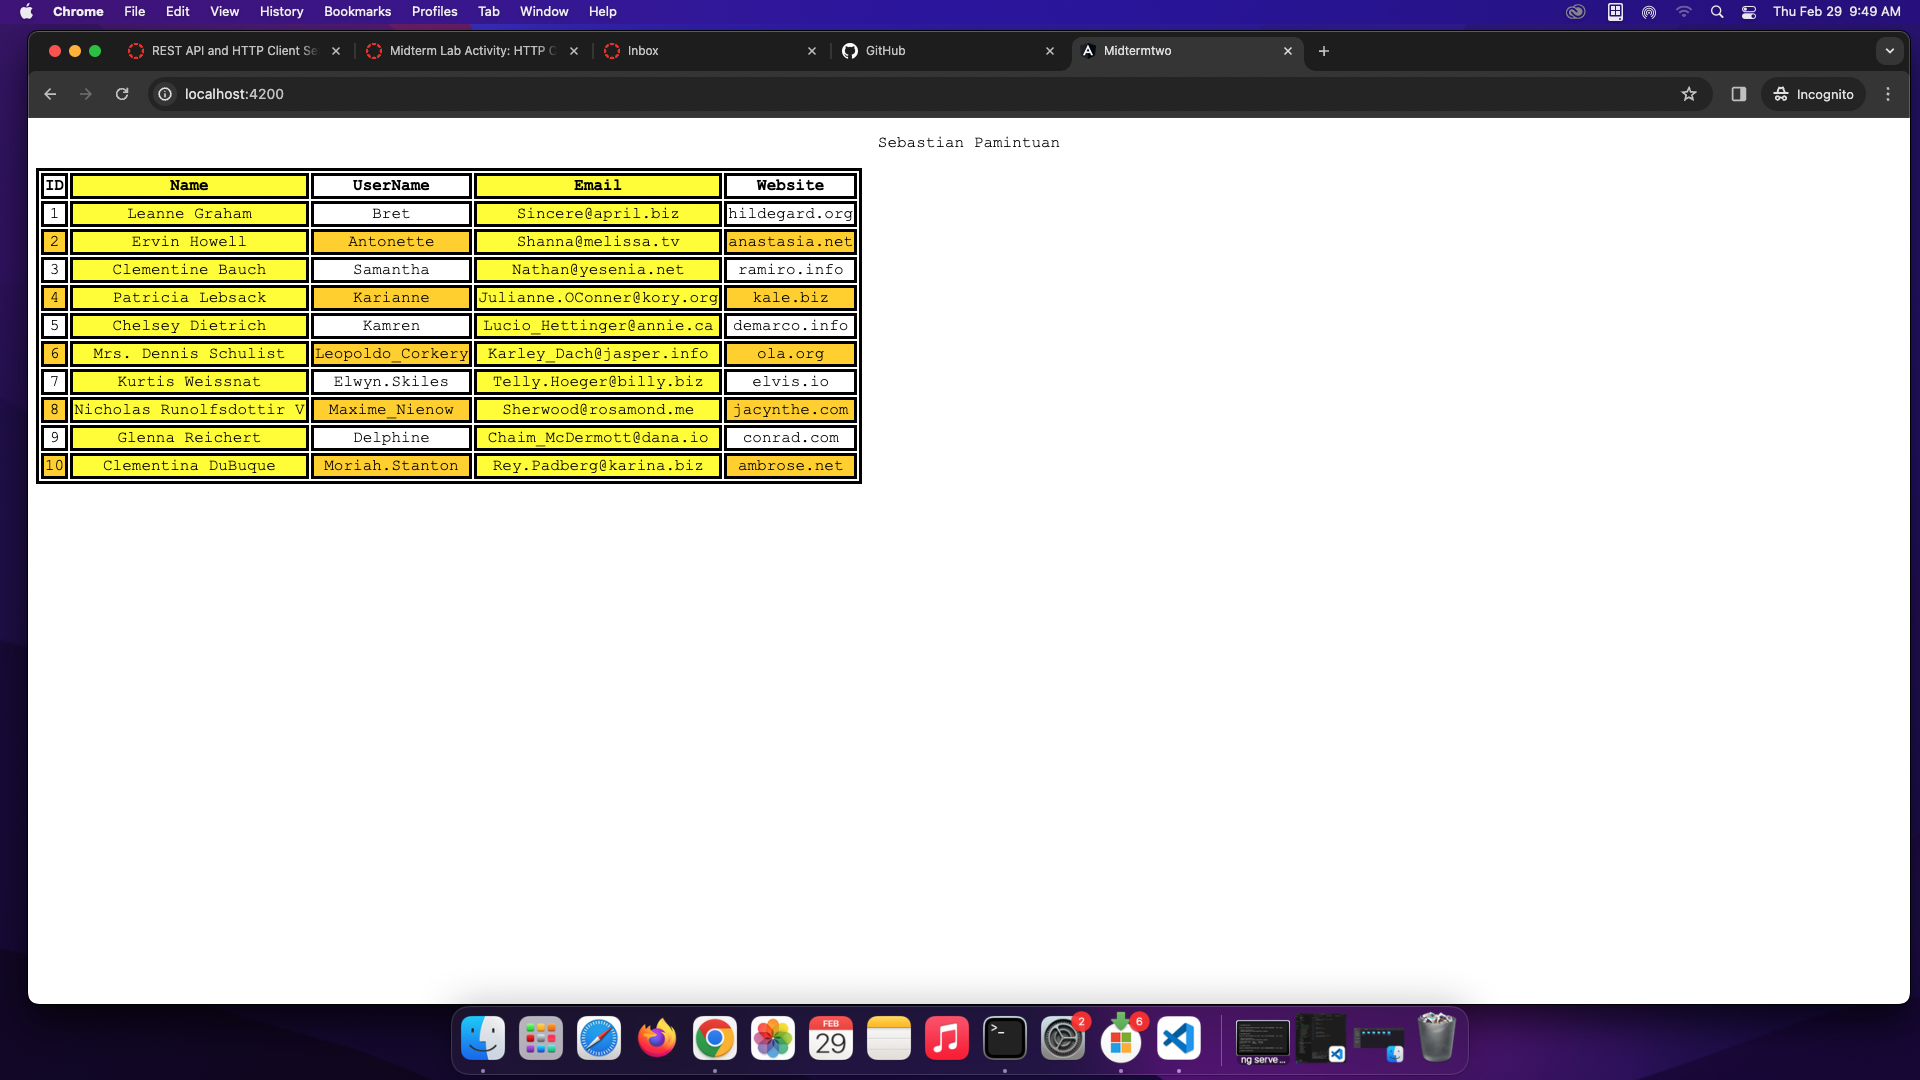 Chrome File Edit View History Bookmarks Profiles Tab Window Help Thu Feb 29 9:49 AM
REST API and HTTP Client Se Midterm Lab Activity: HTTP C Inbox GitHub Midtermtwo
localhost:4200 Incognito
Sebastian Pamintuan
ID Name UserName Email Website
1 Leanne Graham Bret Sincere@april.biz hildegard.org
2 Ervin Howell Antonette Shanna@melissa.tv anastasia.net
3 Clementine Bauch Samantha Nathan@yesenia.net ramiro.info
4 Patricia Lebsack Karianne Julianne.OConner@kory.org kale.biz
5 Chelsey Dietrich Kamren Lucio_Hettinger@annie.ca demarco.info
6 Mrs. Dennis Schulist Leopoldo_Corkery Karley_Dach@jasper.info ola.org
7 Kurtis Weissnat Elwyn.Skiles Telly.Hoeger@billy.biz elvis.io
8 Nicholas Runolfsdottir V Maxime_Nienow Sherwood@rosamond.me jacynthe.com
9 Glenna Reichert Delphine Chaim_McDermott@dana.io conrad.com
10 Clementina DuBuque Moriah.Stanton Rey.Padberg@karina.biz ambrose.net
FEB 2 6
29
ng serve...